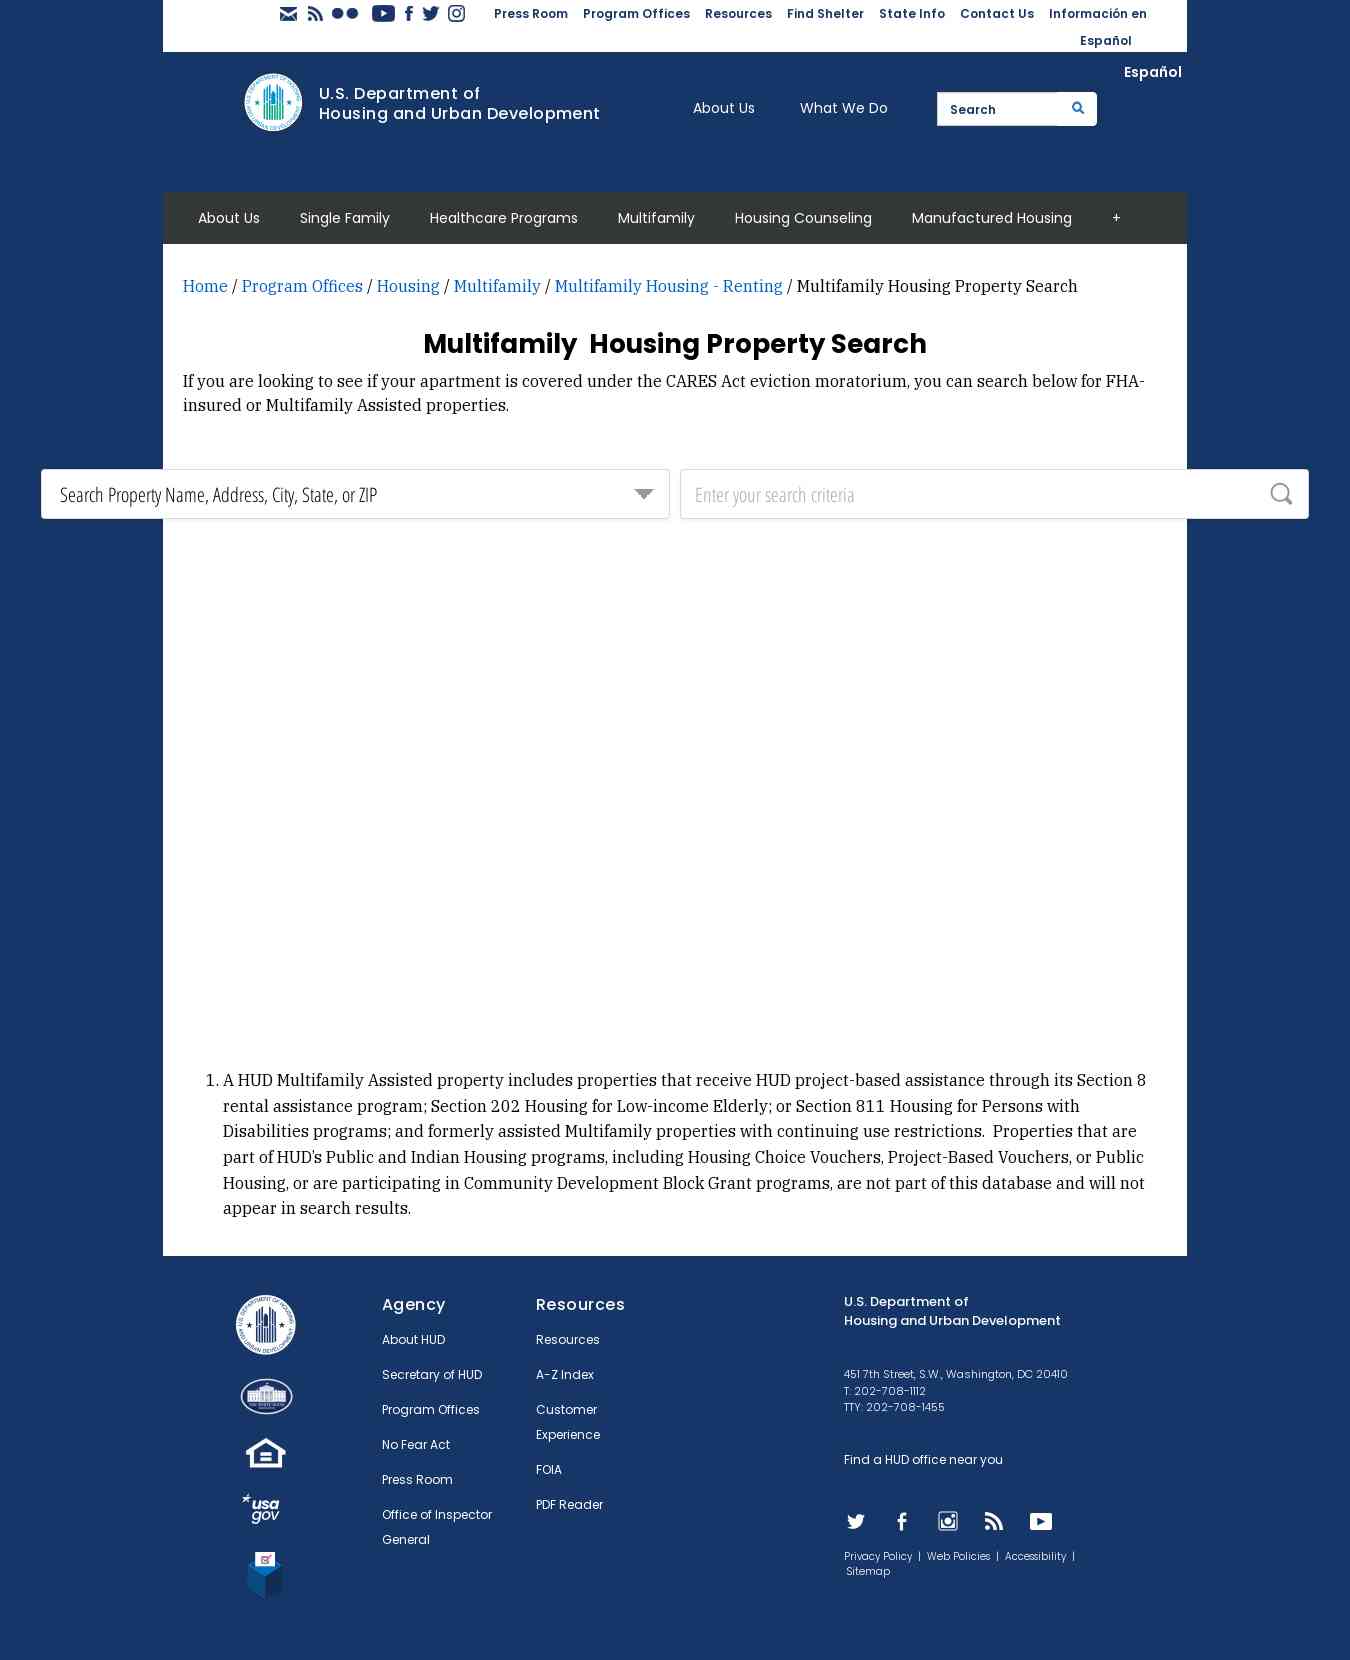 Press Room Program Offices Resources Find Shelter State Info Contact Us Información en
Español
Español
U.S. Department of
Housing and Urban Development
About Us What We Do Search
About Us Single Family Healthcare Programs Multifamily Housing Counseling Manufactured Housing +
Home / Program Offices / Housing / Multifamily / Multifamily Housing - Renting / Multifamily Housing Property Search
Multifamily Housing Property Search
If you are looking to see if your apartment is covered under the CARES Act eviction moratorium, you can search below for FHA-
insured or Multifamily Assisted properties.
Search Property Name, Address, City, State, or ZIP
Enter your search criteria
1. A HUD Multifamily Assisted property includes properties that receive HUD project-based assistance through its Section 8
rental assistance program; Section 202 Housing for Low-income Elderly; or Section 811 Housing for Persons with
Disabilities programs; and formerly assisted Multifamily properties with continuing use restrictions. Properties that are
part of HUD's Public and Indian Housing programs, including Housing Choice Vouchers, Project-Based Vouchers, or Public
Housing, or are participating in Community Development Block Grant programs, are not part of this database and will not
appear in search results.
usa
gov
Agency
About HUD
Secretary of HUD
Program Offices
No Fear Act
Press Room
Office of Inspector
General
Resources
Resources
A-Z Index
Customer
Experience
FOIA
PDF Reader
U.S. Department of
Housing and Urban Development
451 7th Street, S.W., Washington, DC 20410
T: 202-708-1112
TTY: 202-708-1455
Find a HUD office near you
Privacy Policy | Web Policies | Accessibility |
Sitemap